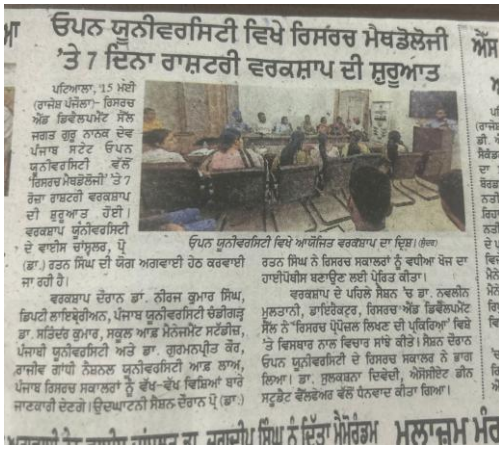 ਓਪਨ ਯੂਨੀਵਰਸਿਟੀ ਵਿਖੇ ਰਿਸਰਚ ਮੈਥਡੋਲੋਜੀ
'ਤੇ 7 ਦਿਨਾ ਰਾਸ਼ਟਰੀ ਵਰਕਸ਼ਾਪ ਦੀ ਸ਼ੁਰੂਆਤ
ਪਟਿਆਲਾ, 15 ਮਈ
(ਰਾਜੇਸ਼ ਪੰਜੌਲਾ)- ਰਿਸਰਚ
ਐਂਡ ਡਿਵੈਲਪਮੈਂਟ ਸੈੱਲ
ਜਗਤ ਗੁਰੂ ਨਾਨਕ ਦੇਵ
ਪੰਜਾਬ ਸਟੇਟ ਓਪਨ
ਯੂਨੀਵਰਸਿਟੀ ਵੱਲੋਂ
'ਰਿਸਰਚ ਮੈਥਡੋਲੋਜੀ' 'ਤੇ 7
ਰੋਜ਼ਾ ਰਾਸ਼ਟਰੀ ਵਰਕਸ਼ਾਪ
ਦੀ ਸ਼ੁਰੂਆਤ ਹੋਈ।
ਵਰਕਸ਼ਾਪ ਯੂਨੀਵਰਸਿਟੀ
ਦੇ ਵਾਈਸ ਚਾਂਸਲਰ, ਪ੍ਰੋ
(ਡਾ.) ਰਤਨ ਸਿੰਘ ਦੀ ਯੋਗ ਅਗਵਾਈ ਹੇਠ ਕਰਵਾਈ
ਜਾ ਰਹੀ ਹੈ।
ਵਰਕਸ਼ਾਪ ਦੌਰਾਨ ਡਾ. ਨੀਰਜ ਕੁਮਾਰ ਸਿੰਘ,
ਡਿਪਟੀ ਲਾਇਬ੍ਰੇਰੀਅਨ, ਪੰਜਾਬ ਯੂਨੀਵਰਸਿਟੀ ਚੰਡੀਗੜ੍ਹ
ਡਾ. ਸਤਿੰਦਰ ਕੁਮਾਰ, ਸਕੂਲ ਆਫ਼ ਮੈਨੇਜਮੈਂਟ ਸਟੱਡੀਜ਼,
ਪੰਜਾਬੀ ਯੂਨੀਵਰਸਿਟੀ ਅਤੇ ਡਾ. ਗੁਰਮਨਪ੍ਰੀਤ ਕੌਰ,
ਰਾਜੀਵ ਗਾਂਧੀ ਨੈਸ਼ਨਲ ਯੂਨੀਵਰਸਿਟੀ ਆਫ਼ ਲਾਅ,
ਪੰਜਾਬ ਰਿਸਰਚ ਸਕਾਲਰਾਂ ਨੂੰ ਵੱਖ-ਵੱਖ ਵਿਸ਼ਿਆਂ ਬਾਰੇ
ਜਾਣਕਾਰੀ ਦੇਣਗੇ। ਉਦਘਾਟਨੀ ਸੈਸ਼ਨ ਦੌਰਾਨ ਪ੍ਰੋ (ਡਾ.)
ਓਪਨ ਯੂਨੀਵਰਸਿਟੀ ਵਿਖੇ ਆਯੋਜਿਤ ਵਰਕਸ਼ਾਪ ਦਾ ਦ੍ਰਿਸ਼।
ਰਤਨ ਸਿੰਘ ਨੇ ਰਿਸਰਚ ਸਕਾਲਰਾਂ ਨੂੰ ਵਧੀਆ ਖੋਜ ਦਾ
ਹਾਈਪੋਥੀਸ ਬਣਾਉਣ ਲਈ ਪ੍ਰੇਰਿਤ ਕੀਤਾ।
ਵਰਕਸ਼ਾਪ ਦੇ ਪਹਿਲੇ ਸੈਸ਼ਨ 'ਚ ਡਾ. ਨਵਲੀਨ
ਮੁਲਤਾਨੀ, ਡਾਇਰੈਕਟਰ, ਰਿਸਰਚ ਐਂਡ ਡਿਵੈਲਪਮੈਂਟ
ਸੈੱਲ ਨੇ 'ਰਿਸਰਚ ਪ੍ਰੋਪੋਜ਼ਲ ਲਿਖਣ ਦੀ ਪ੍ਰਕਿਰਿਆ' ਵਿਸ਼ੇ
'ਤੇ ਵਿਸਥਾਰ ਨਾਲ ਵਿਚਾਰ ਸਾਂਝੇ ਕੀਤੇ। ਸੈਸ਼ਨ ਦੌਰਾਨ
ਓਪਨ ਯੂਨੀਵਰਸਿਟੀ ਦੇ ਰਿਸਰਚ ਸਕਾਲਰ ਨੇ ਭਾਗ
ਲਿਆ। ਡਾ. ਸੁਲਕਸ਼ਨਾ ਦਿਵੇਦੀ, ਐਸੋਸੀਏਟ ਡੀਨ
ਸਟੂਡੈਂਟ ਵੈਲਫੇਅਰ ਵੱਲੋਂ ਧੰਨਵਾਦ ਕੀਤਾ ਗਿਆ।
ਡਾ. ਜਗਦੀਪ ਸਿੰਘ ਨੂੰ ਦਿੱਤਾ ਮੈਮੋਰੰਡਮ
ਮੁਲਾਜ਼ਮ